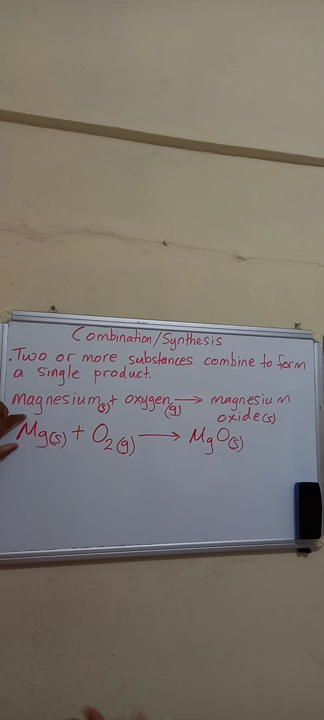 Combination/Synthesis
. Two or more substances combine to form
a single product.
magnesium(s) + oxygen(g) → magnesium
oxide(s)
Mg(s) + O2(g) → MgO(s)